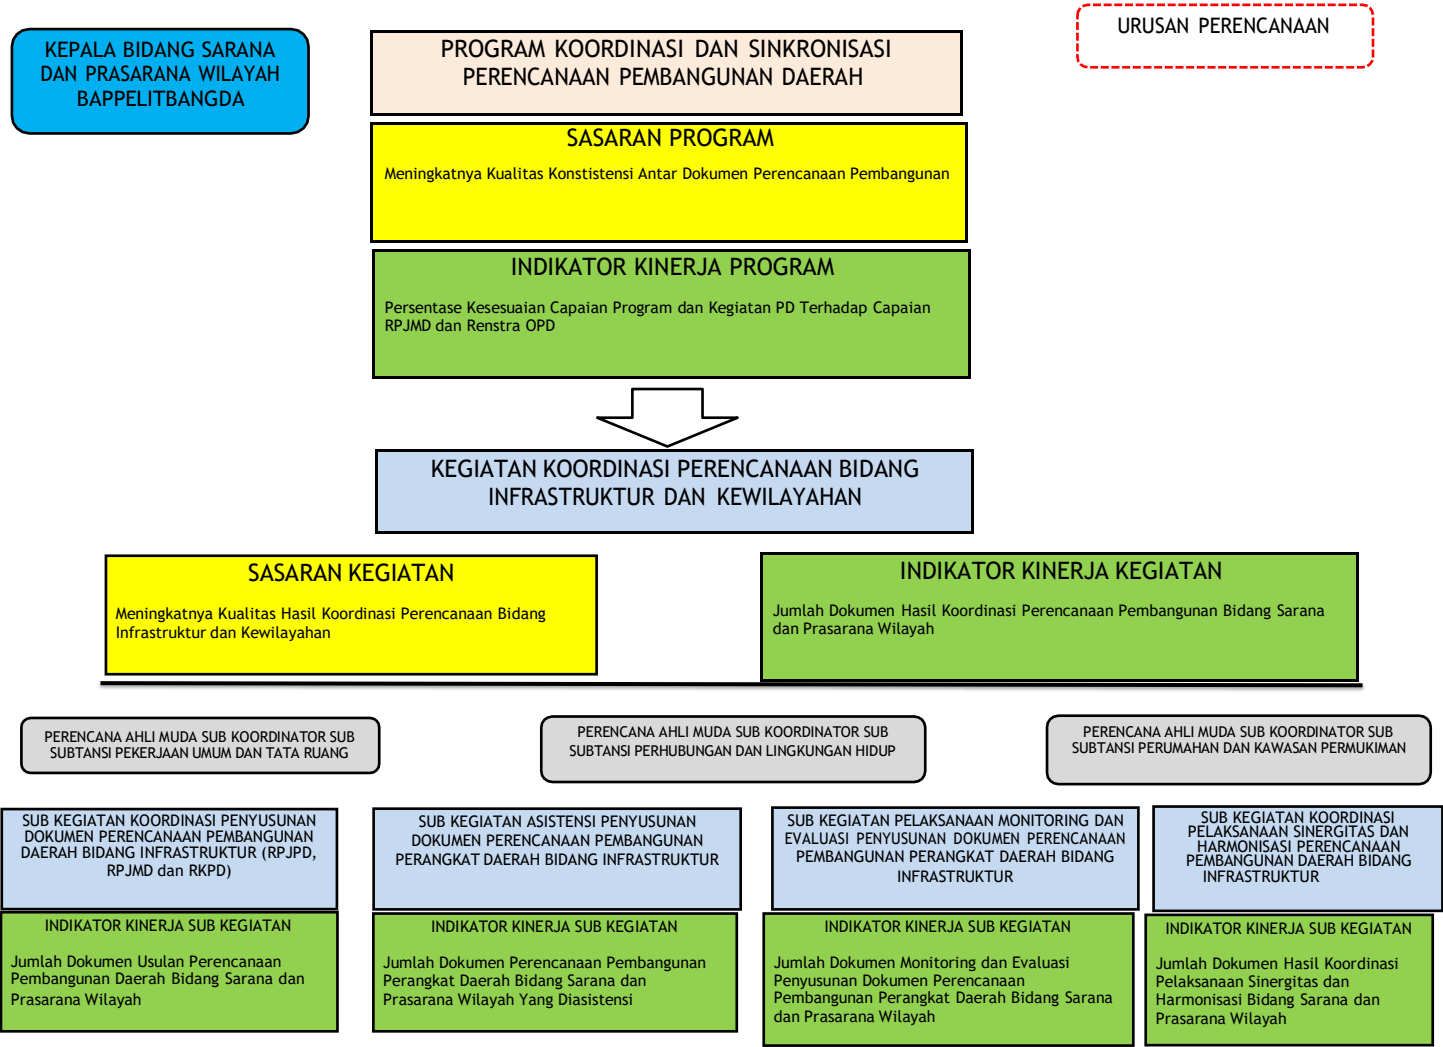 URUSAN PERENCANAAN
KEPALA BIDANG SARANA
DAN PRASARANA WILAYAH
BAPPELITBANGDA
PROGRAM KOORDINASI DAN SINKRONISASI
PERENCANAAN PEMBANGUNAN DAERAH
SASARAN PROGRAM
Meningkatnya Kualitas Konstistensi Antar Dokumen Perencanaan Pembangunan
INDIKATOR KINERJA PROGRAM
Persentase Kesesuaian Capaian Program dan Kegiatan PD Terhadap Capaian
RPJMD dan Renstra OPD
KEGIATAN KOORDINASI PERENCANAAN BIDANG
INFRASTRUKTUR DAN KEWILAYAHAN
SASARAN KEGIATAN
Meningkatnya Kualitas Hasil Koordinasi Perencanaan Bidang
Infrastruktur dan Kewilayahan
INDIKATOR KINERJA KEGIATAN
Jumlah Dokumen Hasil Koordinasi Perencanaan Pembangunan Bidang Sarana
dan Prasarana Wilayah
PERENCANA AHLI MUDA SUB KOORDINATOR SUB
SUBTANSI PEKERJAAN UMUM DAN TATA RUANG
PERENCANA AHLI MUDA SUB KOORDINATOR SUB
SUBTANSI PERHUBUNGAN DAN LINGKUNGAN HIDUP
PERENCANA AHLI MUDA SUB KOORDINATOR SUB
SUBTANSI PERUMAHAN DAN KAWASAN PERMUKIMAN
SUB KEGIATAN KOORDINASI PENYUSUNAN
DOKUMEN PERENCANAAN PEMBANGUNAN
DAERAH BIDANG INFRASTRUKTUR (RPJPD,
RPJMD dan RKPD)
INDIKATOR KINERJA SUB KEGIATAN
Jumlah Dokumen Usulan Perencanaan
Pembangunan Daerah Bidang Sarana dan
Prasarana Wilayah
SUB KEGIATAN ASISTENSI PENYUSUNAN
DOKUMEN PERENCANAAN PEMBANGUNAN
PERANGKAT DAERAH BIDANG INFRASTRUKTUR
INDIKATOR KINERJA SUB KEGIATAN
Jumlah Dokumen Perencanaan Pembangunan
Perangkat Daerah Bidang Sarana dan
Prasarana Wilayah Yang Diasistensi
SUB KEGIATAN PELAKSANAAN MONITORING DAN
EVALUASI PENYUSUNAN DOKUMEN PERENCANAAN
PEMBANGUNAN PERANGKAT DAERAH BIDANG
INFRASTRUKTUR
INDIKATOR KINERJA SUB KEGIATAN
Jumlah Dokumen Monitoring dan Evaluasi
Penyusunan Dokumen Perencanaan
Pembangunan Perangkat Daerah Bidang Sarana
dan Prasarana Wilayah
SUB KEGIATAN KOORDINASI
PELAKSANAAN SINERGITAS DAN
HARMONISASI PERENCANAAN
PEMBANGUNAN DAERAH BIDANG
INFRASTRUKTUR
INDIKATOR KINERJA SUB KEGIATAN
Jumlah Dokumen Hasil Koordinasi
Pelaksanaan Sinergitas dan
Harmonisasi Bidang Sarana dan
Prasarana Wilayah